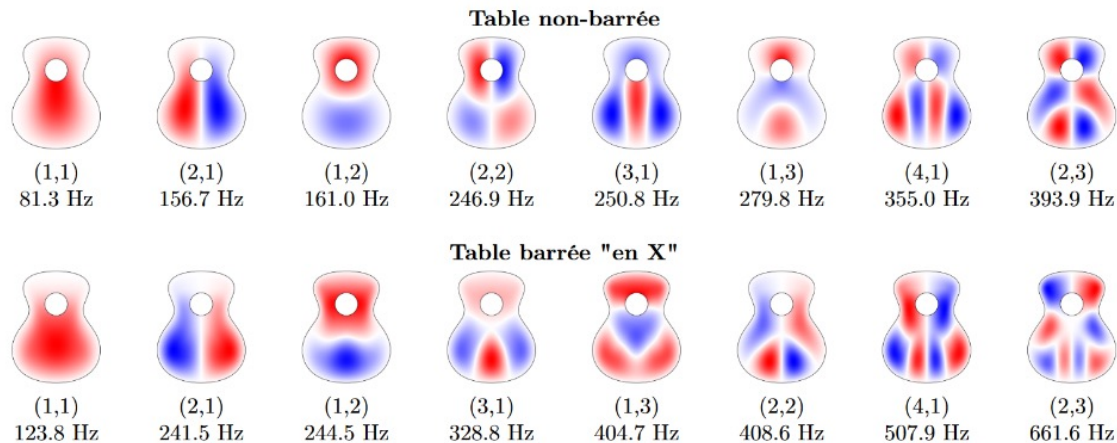 Table non-barrée
(1,1) (2,1) (1,2) (2,2) (3,1) (1,3) (4,1) (2,3)
81.3 Hz 156.7 Hz 161.0 Hz 246.9 Hz 250.8 Hz 279.8 Hz 355.0 Hz 393.9 Hz
Table barrée "en X"
(1,1) (2,1) (1,2) (3,1) (1,3) (2,2) (4,1) (2,3)
123.8 Hz 241.5 Hz 244.5 Hz 328.8 Hz 404.7 Hz 408.6 Hz 507.9 Hz 661.6 Hz